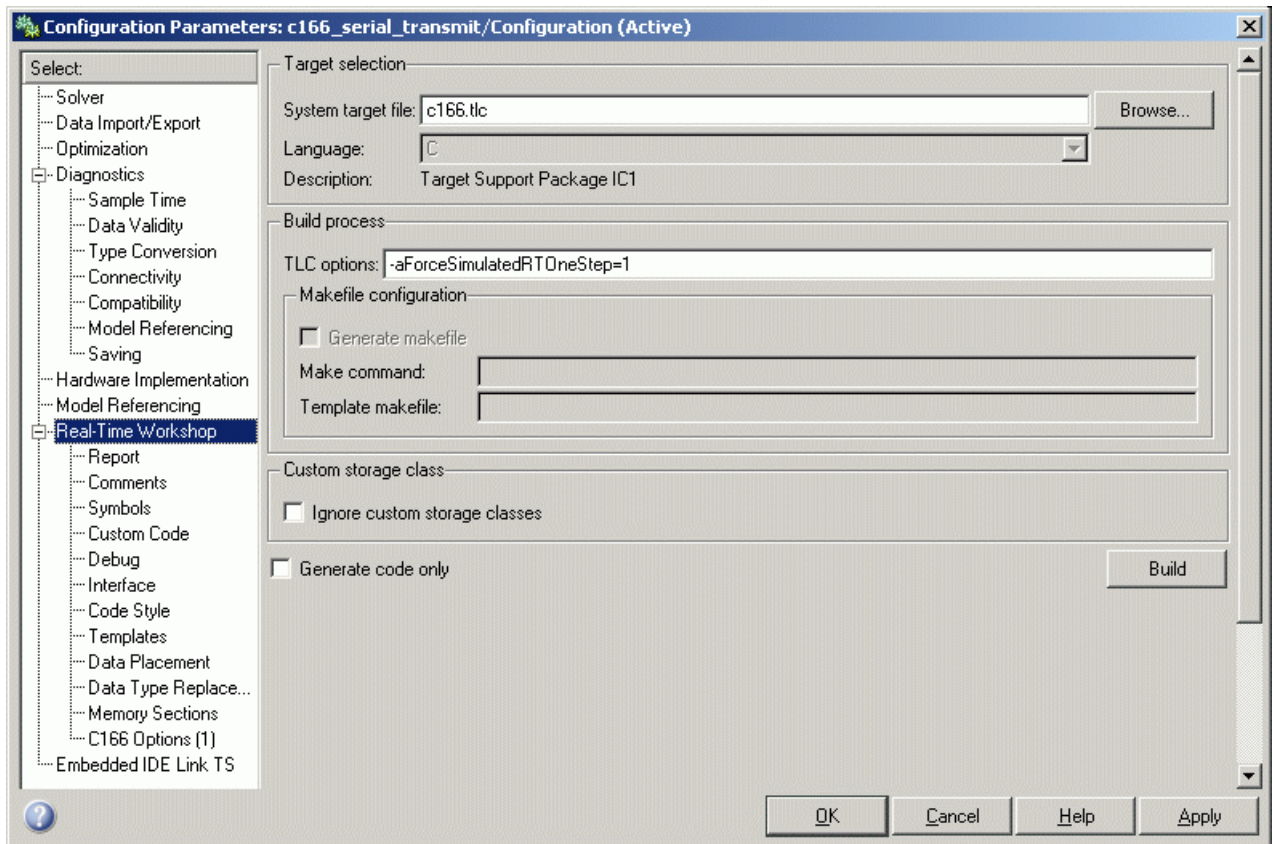 Configuration Parameters: c166_serial_transmit/Configuration (Active)
Select:
Solver
Data Import/Export
Optimization
Diagnostics
Sample Time
Data Validity
Type Conversion
Connectivity
Compatibility
Model Referencing
Saving
Hardware Implementation
Model Referencing
Real-Time Workshop
Report
Comments
Symbols
Custom Code
Debug
Interface
Code Style
Templates
Data Placement
Data Type Replace...
Memory Sections
C166 Options (1)
Embedded IDE Link TS
Target selection
System target file: c166.tlc Browse...
Language: C
Description: Target Support Package IC1
Build process
TLC options: -aForceSimulatedRTOneStep=1
Makefile configuration
Generate makefile
Make command:
Template makefile:
Custom storage class
Ignore custom storage classes
Generate code only Build
OK Cancel Help Apply